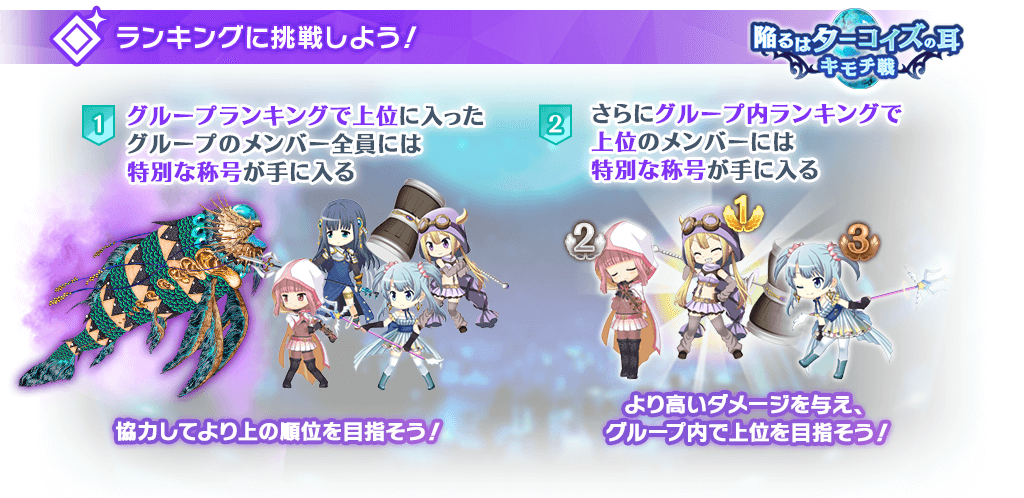 ランキングに挑戦しよう！
陥るはターコイズの耳
キモチ戦
1
グループランキングで上位に入った
グループのメンバー全員には
特別な称号が手に入る
2
さらにグループ内ランキングで
上位のメンバーには
特別な称号が手に入る
2
1
3
協力してより上の順位を目指そう！
より高いダメージを与え、
グループ内で上位を目指そう！